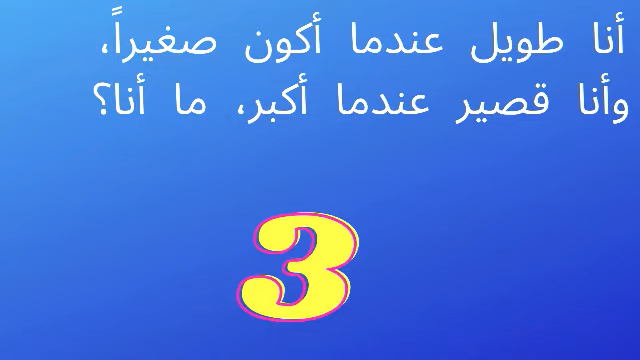 أنا طويل عندما أكون صغيراً،
وأنا قصير عندما أكبر، ما أنا؟
3